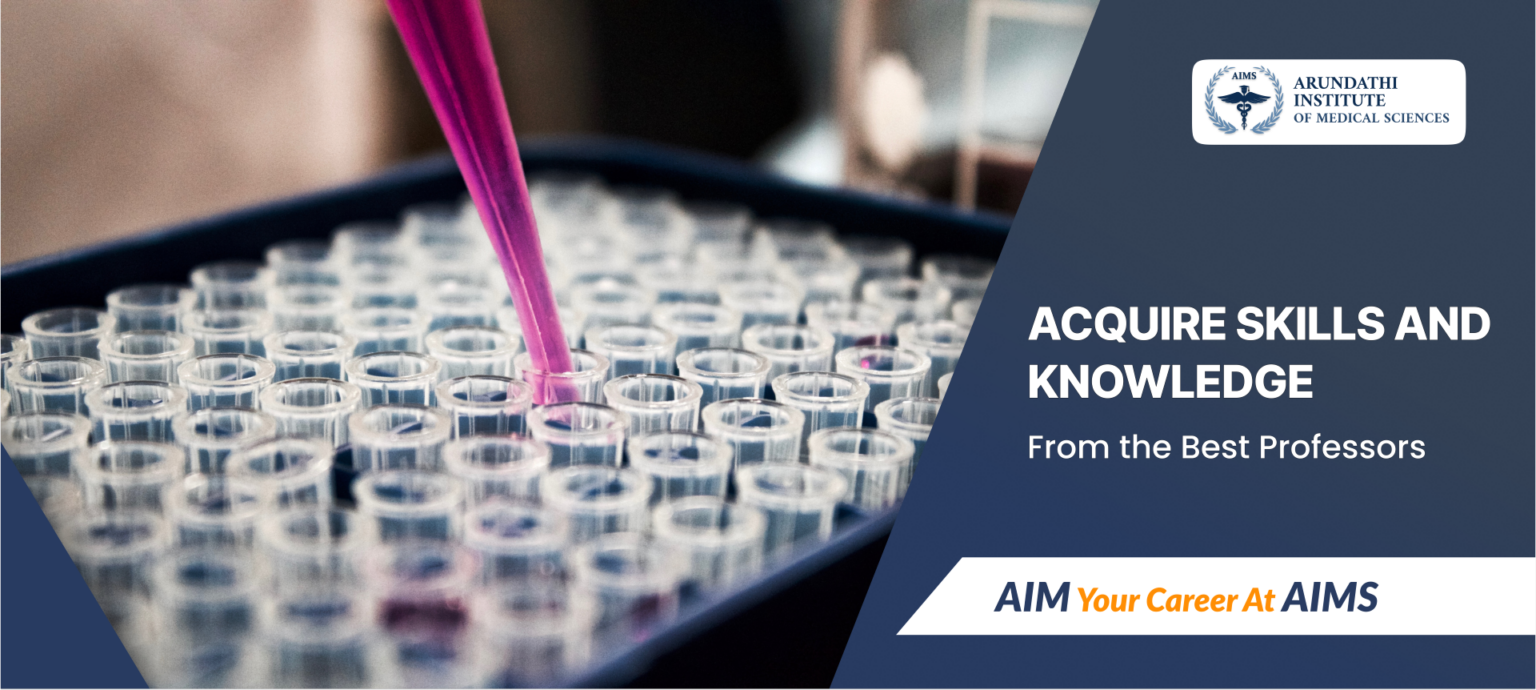 AIMS
ARUNDATHI
INSTITUTE
OF MEDICAL SCIENCES
ACQUIRE SKILLS AND
KNOWLEDGE
From the Best Professors
AIM Your Career At AIMS